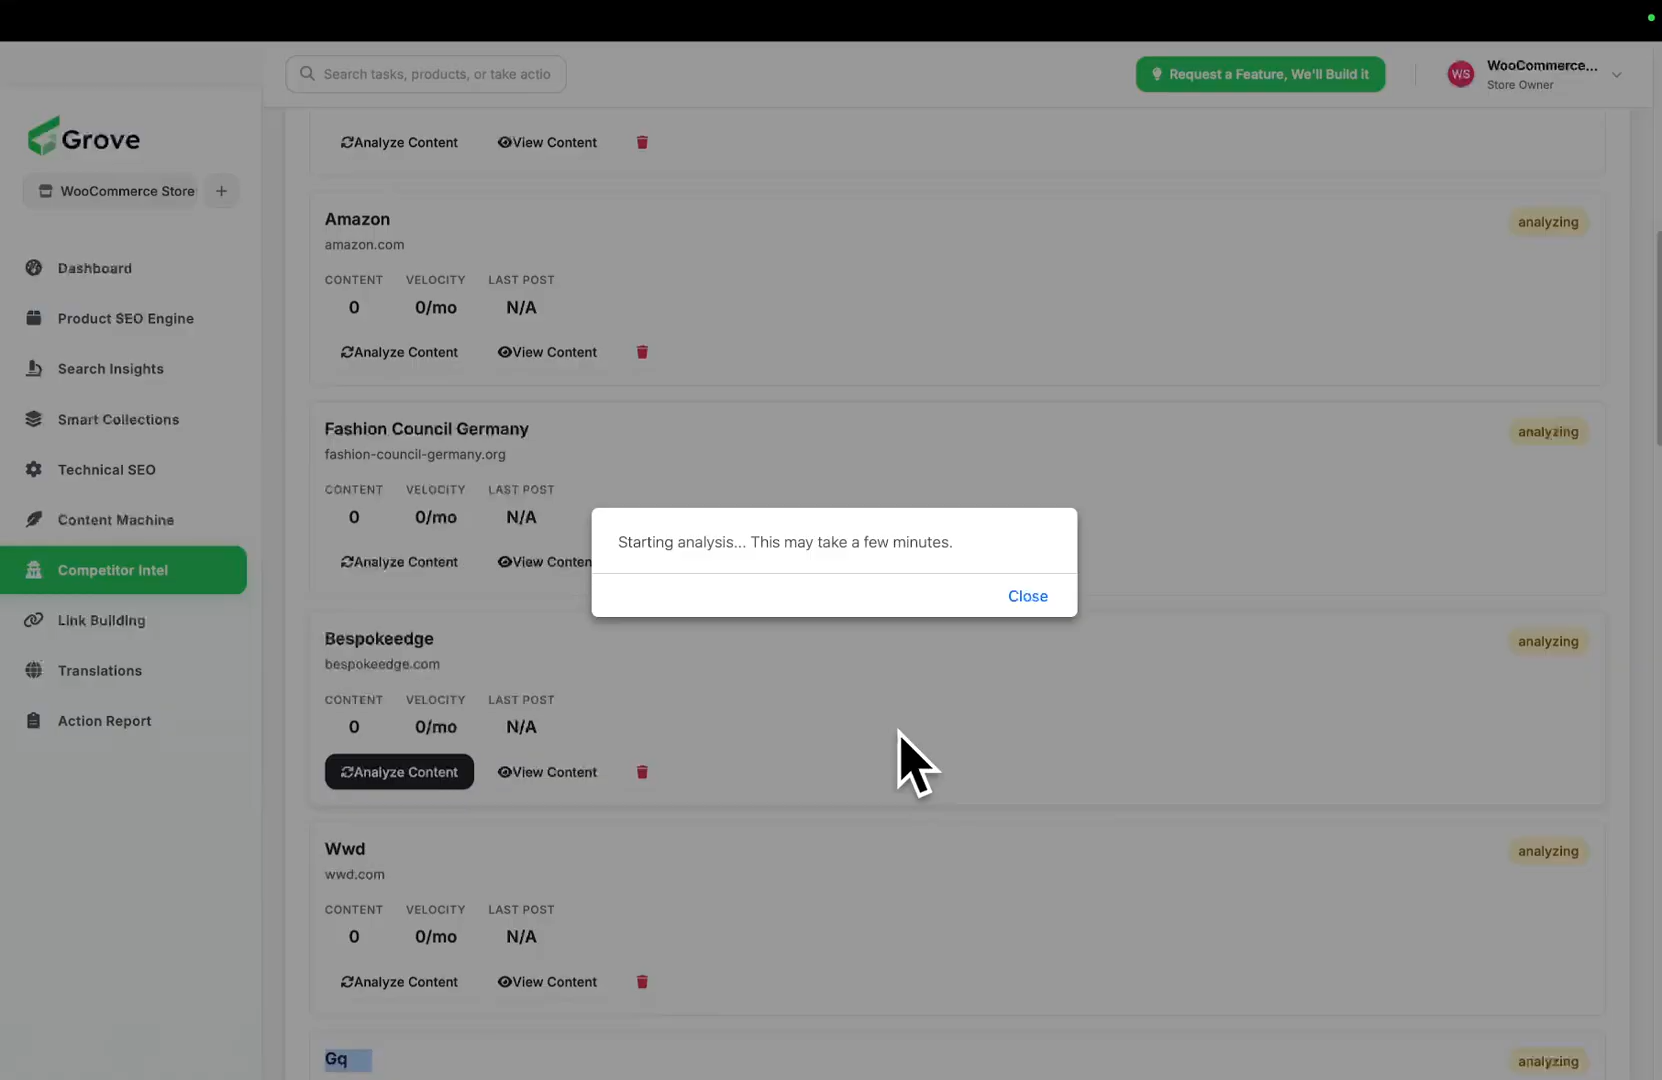 Search tasks, products, or take actio
Request a Feature, We'll Build it
WS
WooCommerce...
Store Owner
Grove
WooCommerce Store
+
Dashboard
Product SEO Engine
Search Insights
Smart Collections
Technical SEO
Content Machine
Competitor Intel
Link Building
Translations
Action Report
Analyze Content View Content
Amazon
analyzing
amazon.com
CONTENT VELOCITY LAST POST
0 0/mo N/A
Analyze Content View Content
Fashion Council Germany
analyzing
fashion-council-germany.org
CONTENT VELOCITY LAST POST
0 0/mo N/A
Analyze Content View Conten
Starting analysis... This may take a few minutes.
Close
Bespokeedge
analyzing
bespokeedge.com
CONTENT VELOCITY LAST POST
0 0/mo N/A
Analyze Content View Content
Wwd
analyzing
wwd.com
CONTENT VELOCITY LAST POST
0 0/mo N/A
Analyze Content View Content
Gq
analyzing